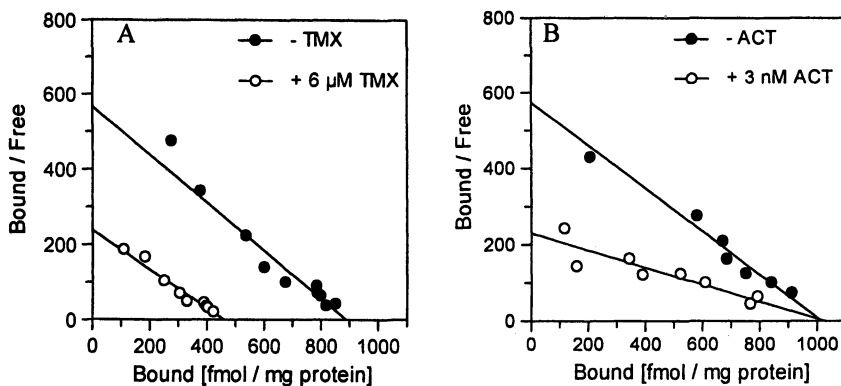 A
- TMX
+ 6 µM TMX
Bound / Free
800
600
400
200
0
0 200 400 600 800 1000
Bound [fmol / mg protein]
B
- ACT
+ 3 nM ACT
Bound / Free
800
600
400
200
0
0 200 400 600 800 1000
Bound [fmol / mg protein]